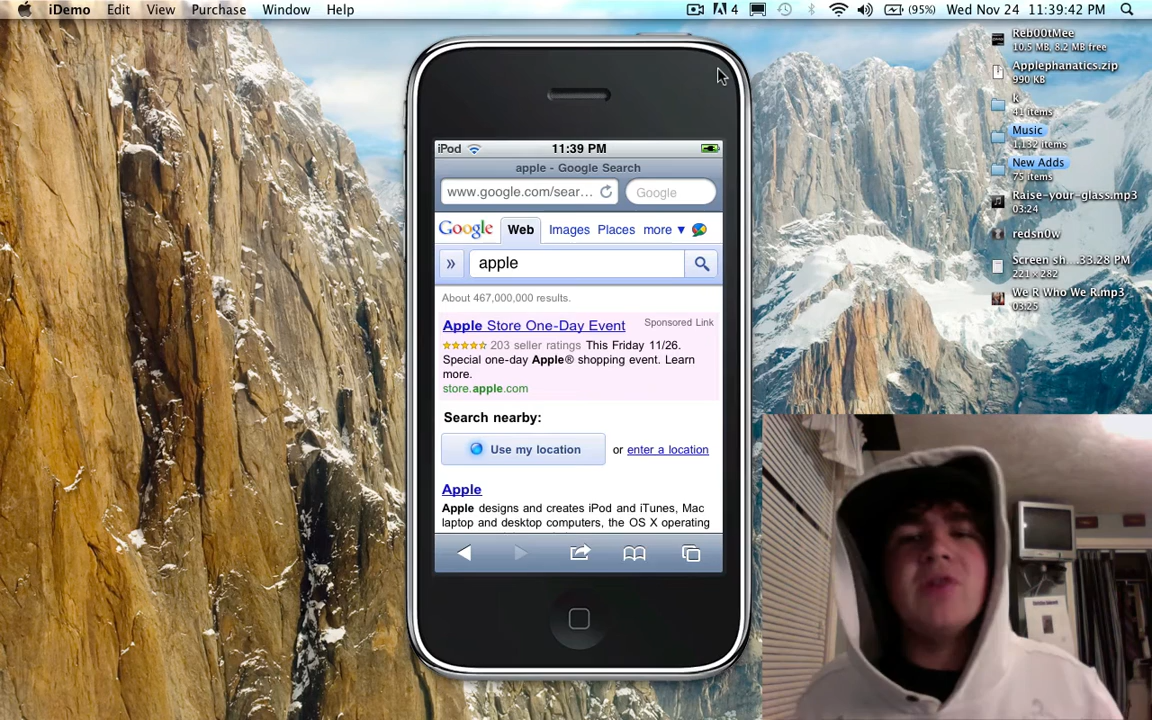 iDemo Edit View Purchase Window Help
4 (95%) Wed Nov 24 11:39:42 PM
Reb00tMee
10.5 MB, 8.2 MB free
Applephanatics.zip
990 KB
k
41 items
Music
1,132 items
New Adds
75 items
Raise-your-glass.mp3
03:24
redsn0w
Screen sh....33.28 PM
221 × 282
We R Who We R.mp3
03:25
iPod 11:39 PM
apple - Google Search
www.google.com/sear... Google
Google Web Images Places more ▼
» apple
About 467,000,000 results.
Apple Store One-Day Event Sponsored Link
203 seller ratings This Friday 11/26.
Special one-day Apple® shopping event. Learn
more.
store.apple.com
Search nearby:
Use my location or enter a location
Apple
Apple designs and creates iPod and iTunes, Mac
laptop and desktop computers, the OS X operating